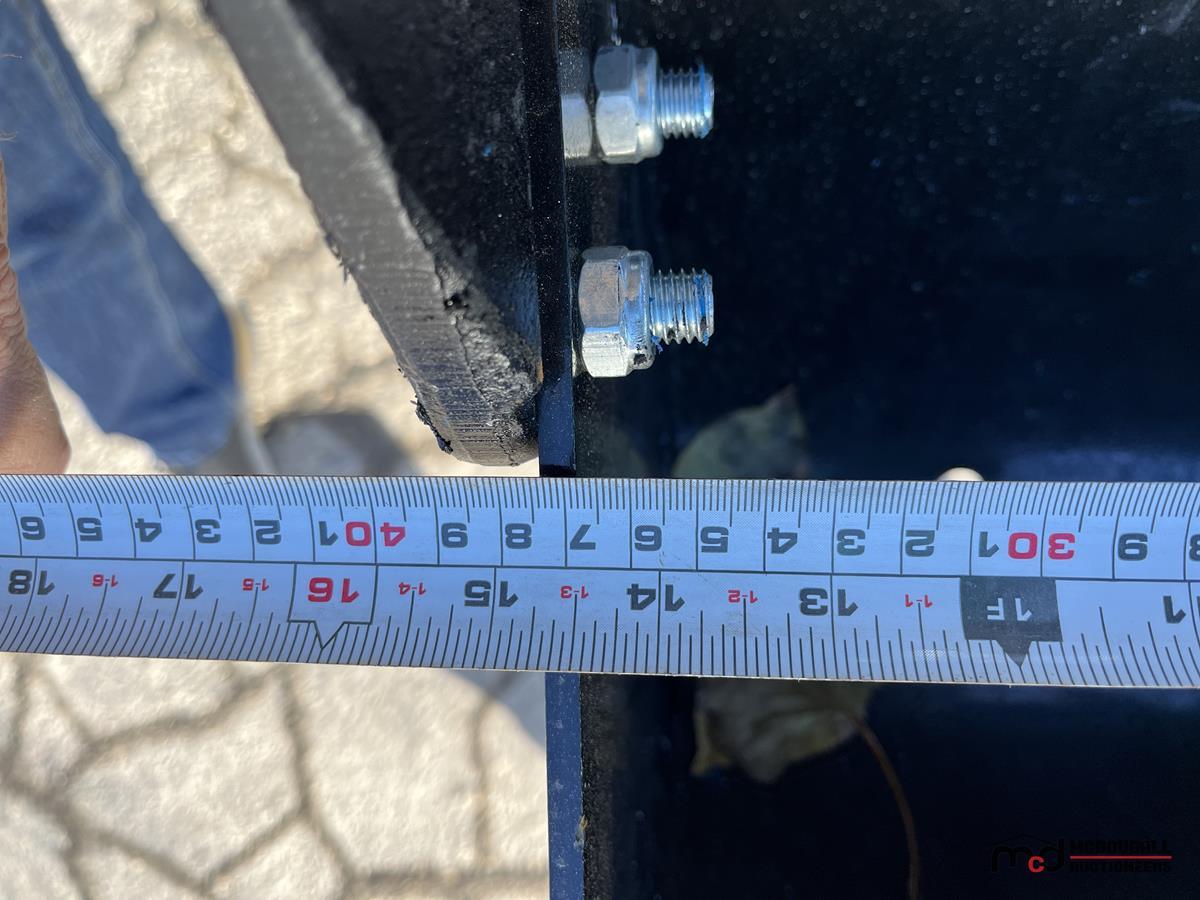 1F 1-1 13 1-2 14 1-3 15 1-4 16 1-5 17 1-6 18
8 9 30 1 2 3 4 5 6 7 8 9 40 1 2 3 4 5 6
mcd MCDOUGALL
AUCTIONEERS